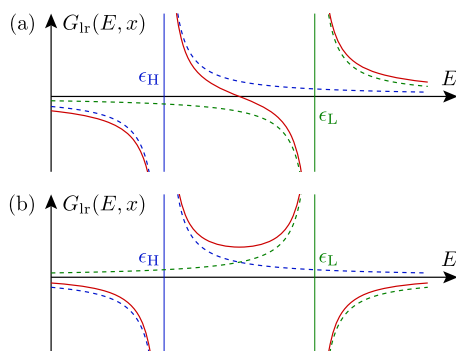 (a) G_lr(E, x)
ϵ_H
E
ϵ_L
(b) G_lr(E, x)
ϵ_H ϵ_L E